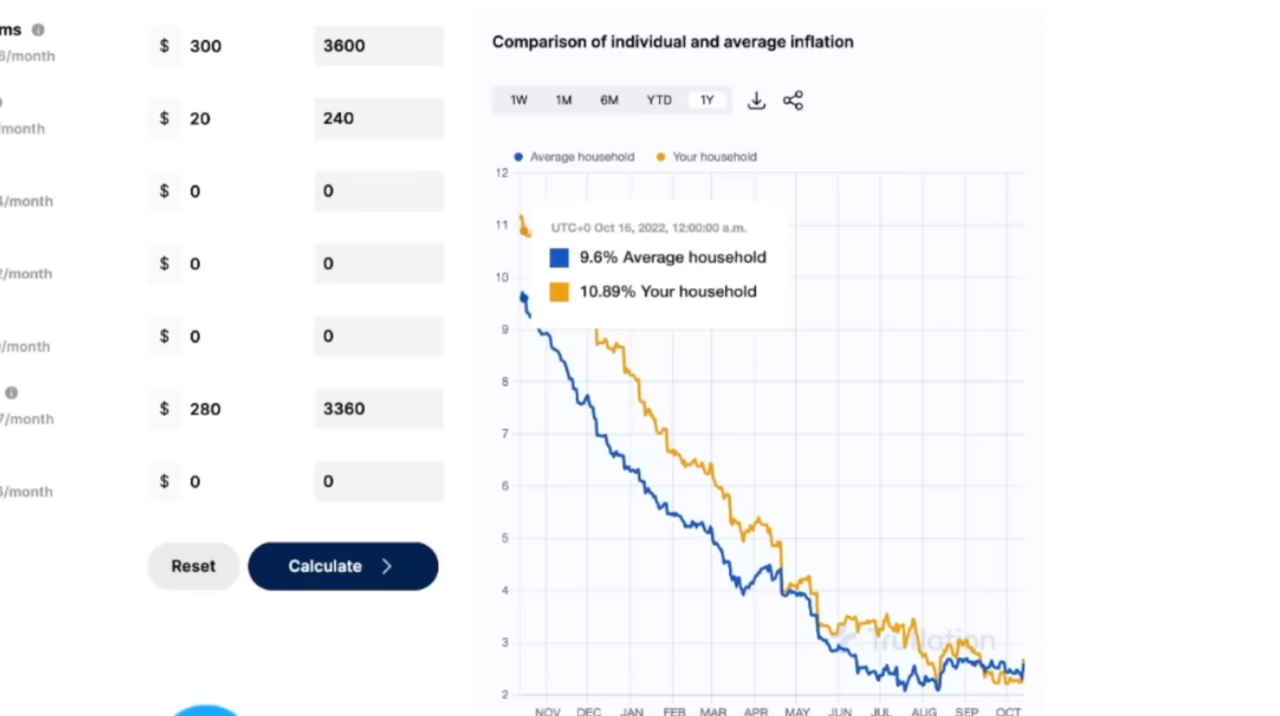 ms
6/month
$ 300 3600
/month
$ 20 240
/month
$ 0 0
2/month
$ 0 0
/month
$ 0 0
7/month
$ 280 3360
/month
$ 0 0
Reset
Calculate
Comparison of individual and average inflation
1W 1M 6M YTD 1Y
Average household Your household
UTC+0 Oct 16, 2022, 12:00:00 a.m.
9.6% Average household
10.89% Your household
12
11
10
9
8
7
6
5
4
3
2
Truflation
NOV DEC JAN FEB MAR APR MAY JUN JUL AUG SEP OCT